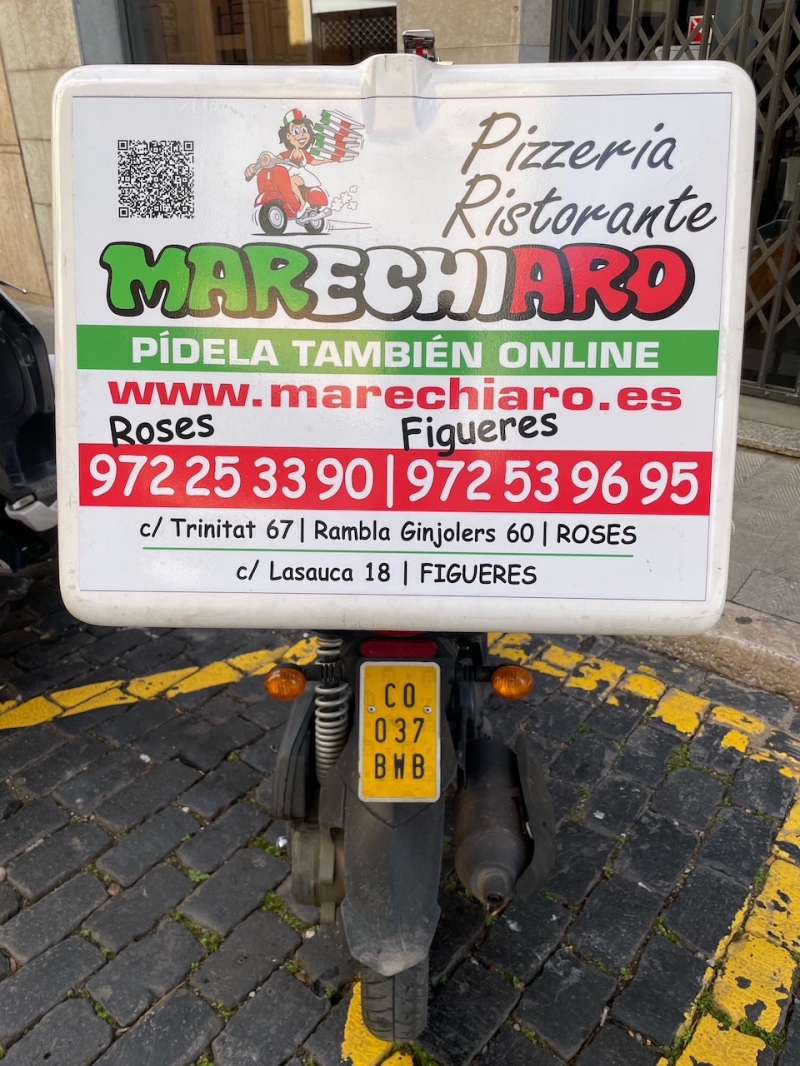 Pizzeria
Ristorante
MARECHIARO
PÍDELA TAMBIÉN ONLINE
www.marechiaro.es
Roses Figueres
972 25 33 90 | 972 53 96 95
c/ Trinitat 67 | Rambla Ginjolers 60 | ROSES
c/ Lasauca 18 | FIGUERES
C0
037
BWB